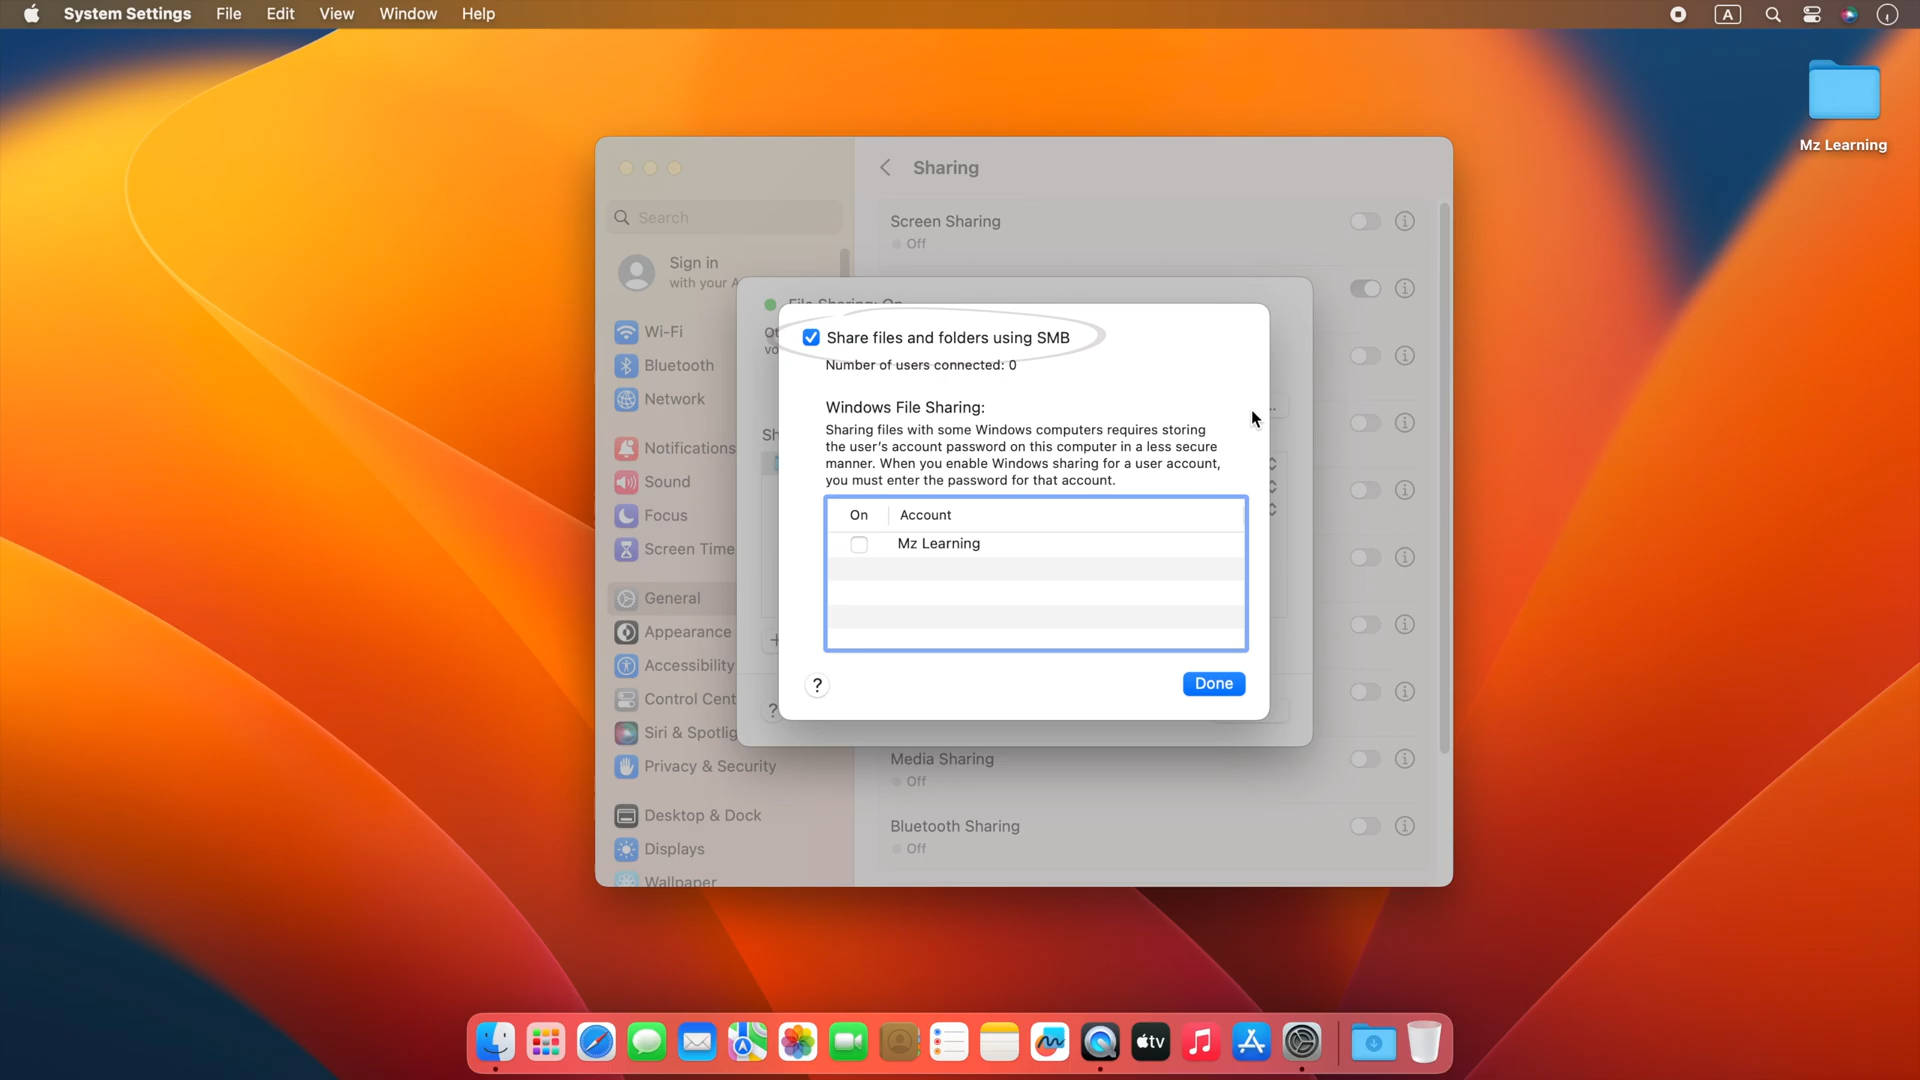 System Settings File Edit View Window Help
A
Mz Learning
Sharing
Search
Screen Sharing
Off
Sign in
with your A
File Sharing: On
Share files and folders using SMB
Number of users connected: 0
Wi-Fi
Bluetooth
Network
Windows File Sharing:
Sharing files with some Windows computers requires storing
the user's account password on this computer in a less secure
manner. When you enable Windows sharing for a user account,
you must enter the password for that account.
Sh
Notifications
Sound
Focus
Screen Time
On Account
Mz Learning
General
Appearance
Accessibility
Control Cent
Siri & Spotlig
Privacy & Security
?
Done
?
Media Sharing
Off
Desktop & Dock
Bluetooth Sharing
Off
Displays
Wallpaper
tv